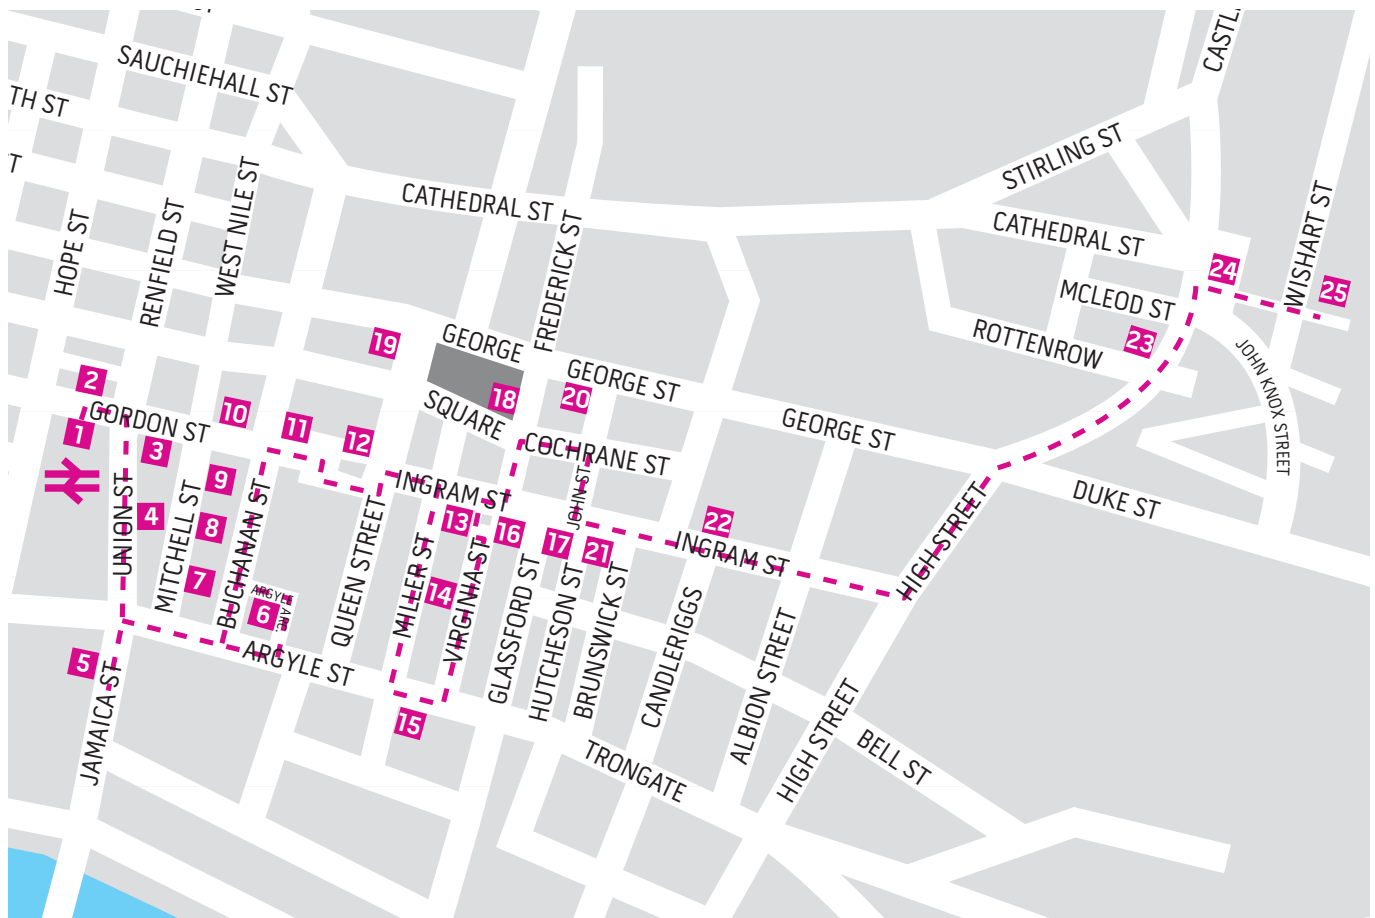 SAUCHIEHALL ST
TH ST
CATHEDRAL ST
STIRLING ST
CATHEDRAL ST
HOPE ST
RENFIELD ST
WEST NILE ST
FREDERICK ST
WISHART ST
24
25
MCLEOD ST
23
ROTTENROW
JOHN KNOX STREET
19
GEORGE
SQUARE
18
20
GEORGE ST
GEORGE ST
2
1
GORDON ST
10
11
12
3
COCHRANE ST
DUKE ST
9
4
8
7
UNION ST
MITCHELL ST
BUCHANAN ST
QUEEN STREET
INGRAM ST
JOHN ST
13
16
17
21
22
INGRAM ST
HIGH STREET
MILLER ST
14
VIRGINIA ST
GLASSFORD ST
HUTCHESON ST
BRUNSWICK ST
CANDLERIGGS
ALBION STREET
HIGH STREET
ARGYLE
ARC.
6
5
ARGYLE ST
JAMAICA ST
15
TRONGATE
BELL ST